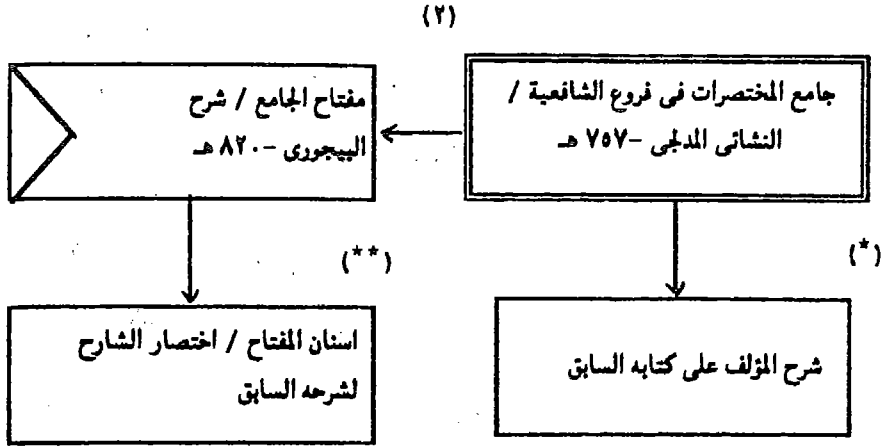 (٢)
جامع المختصرات فى فروع الشافعية /
النشائى المدلجى -٧٥٧ هـ
مفتاح الجامع / شرح
البيجورى -٨٢٠ هـ
(*)
(**)
شرح المؤلف على كتابه السابق
اسنان المفتاح / اختصار الشارح
لشرحه السابق